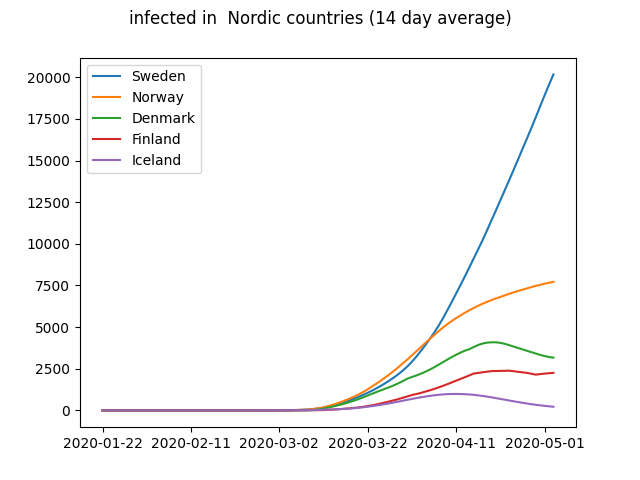 infected in  Nordic countries (14 day average)
Sweden
Norway
Denmark
Finland
Iceland
20000
17500
15000
12500
10000
7500
5000
2500
0
2020-01-22 2020-02-11 2020-03-02 2020-03-22 2020-04-11 2020-05-01